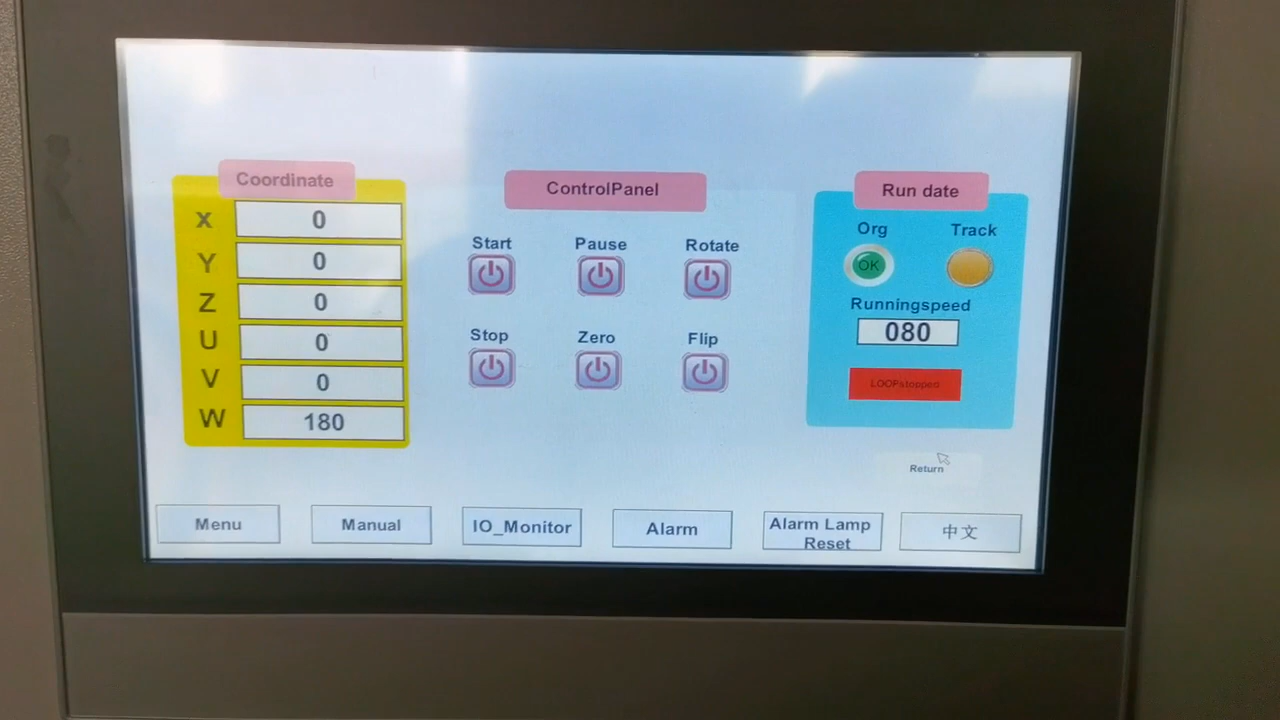 Coordinate
X 0
Y 0
Z 0
U 0
V 0
W 180
ControlPanel
Start Pause Rotate
Stop Zero Flip
Run date
Org Track
OK
Runningspeed
080
LOOPstopped
Return
Menu
Manual
IO_Monitor
Alarm
Alarm Lamp
Reset
中文